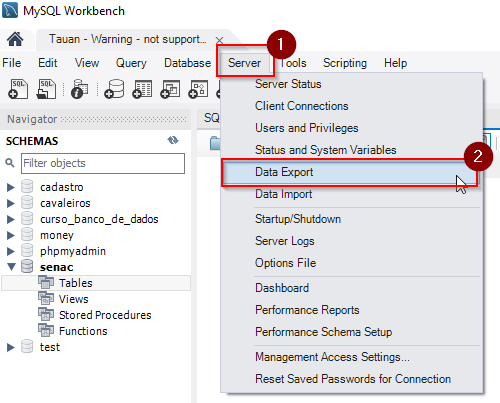 MySQL Workbench
Tauan - Warning - not support...
1
File Edit View Query Database Server Tools Scripting Help
SQL SQL
Navigator
SCHEMAS
Filter objects
cadastro
cavaleiros
curso_banco_de_dados
money
phpmyadmin
senac
Tables
Views
Stored Procedures
Functions
test
SQ
Server Status
Client Connections
Users and Privileges
Status and System Variables
2
Data Export
Data Import
Startup/Shutdown
Server Logs
Options File
Dashboard
Performance Reports
Performance Schema Setup
Management Access Settings...
Reset Saved Passwords for Connection